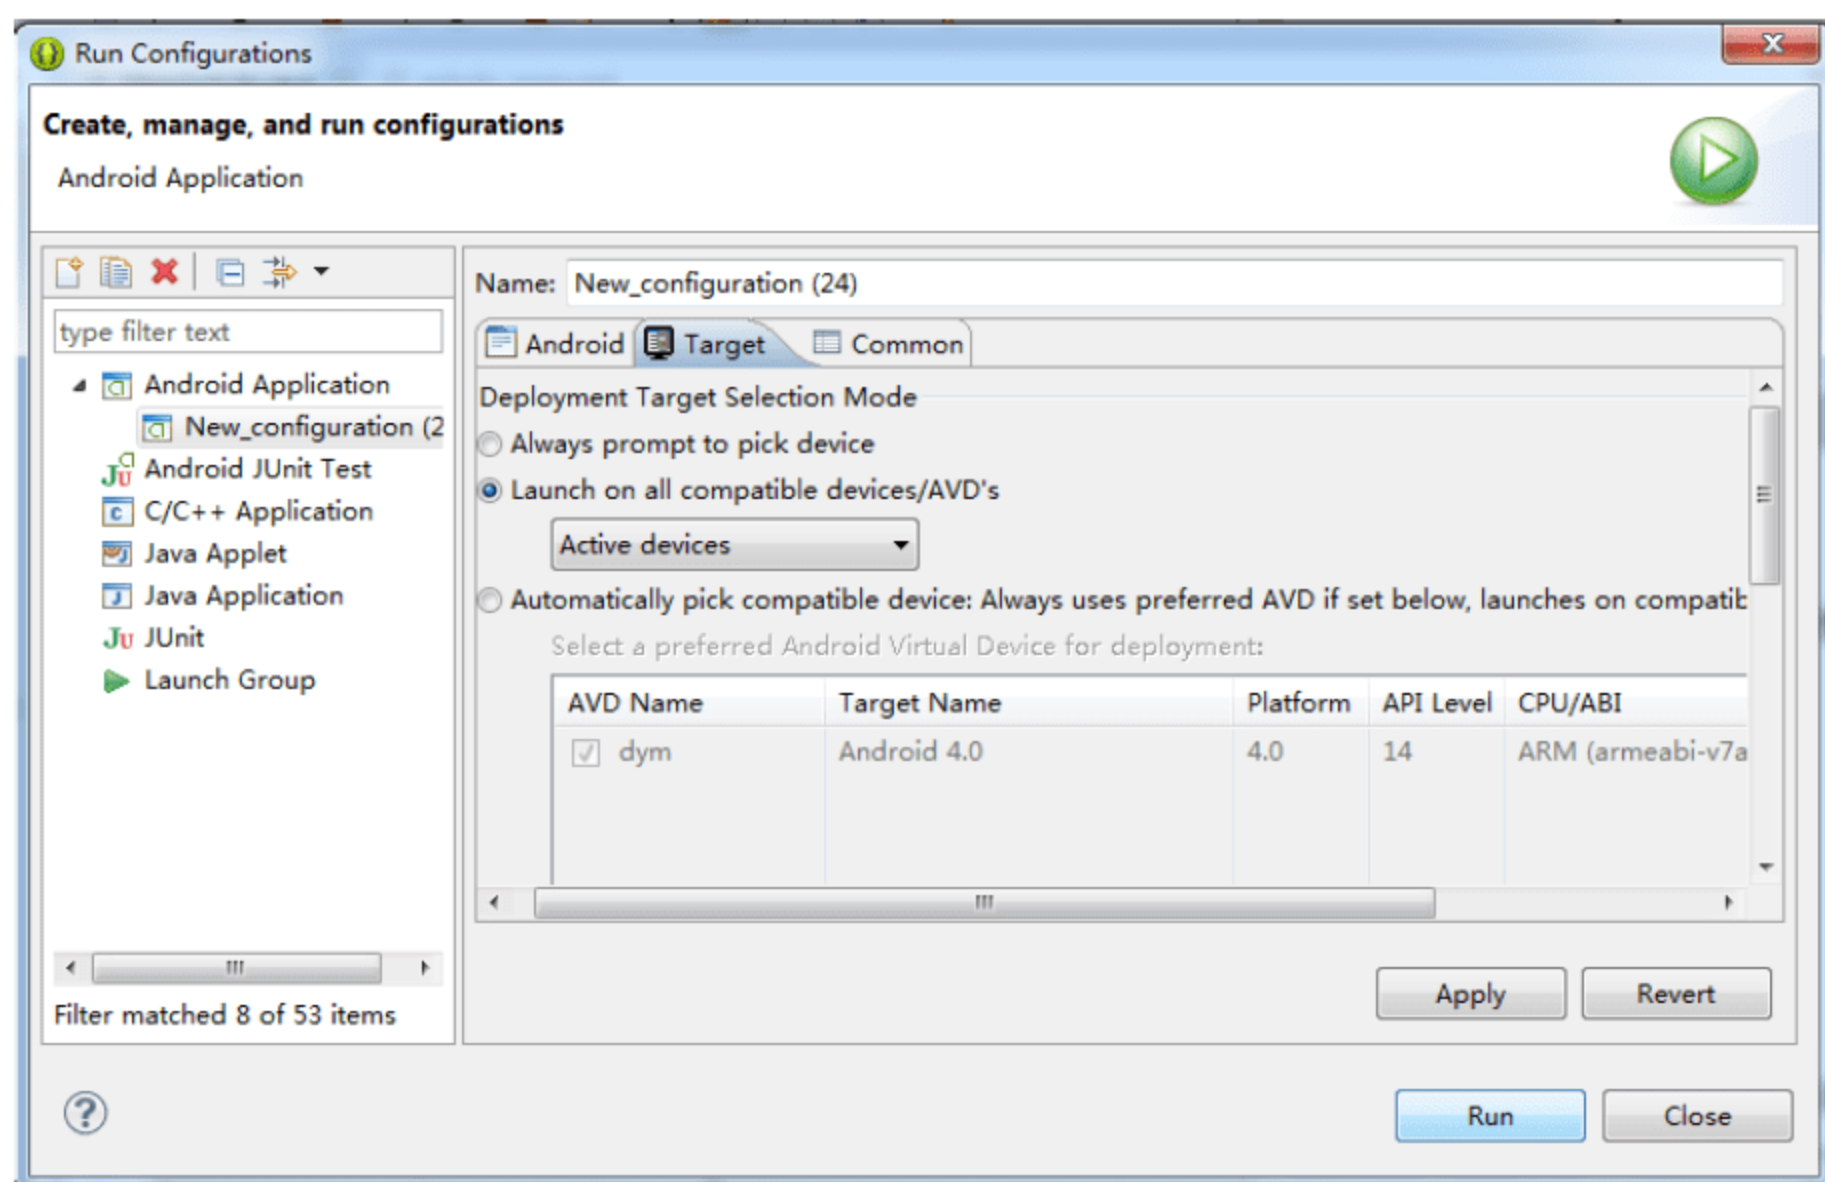 Run Configurations
Create, manage, and run configurations
Android Application
type filter text
Android Application
New_configuration (2
Android JUnit Test
C/C++ Application
Java Applet
Java Application
JUnit
Launch Group
Filter matched 8 of 53 items
Name: New_configuration (24)
Android Target Common
Deployment Target Selection Mode
Always prompt to pick device
Launch on all compatible devices/AVD's
Active devices
Automatically pick compatible device: Always uses preferred AVD if set below, launches on compatib
Select a preferred Android Virtual Device for deployment:
AVD Name Target Name Platform API Level CPU/ABI
dym Android 4.0 4.0 14 ARM (armeabi-v7a
Apply Revert
Run Close